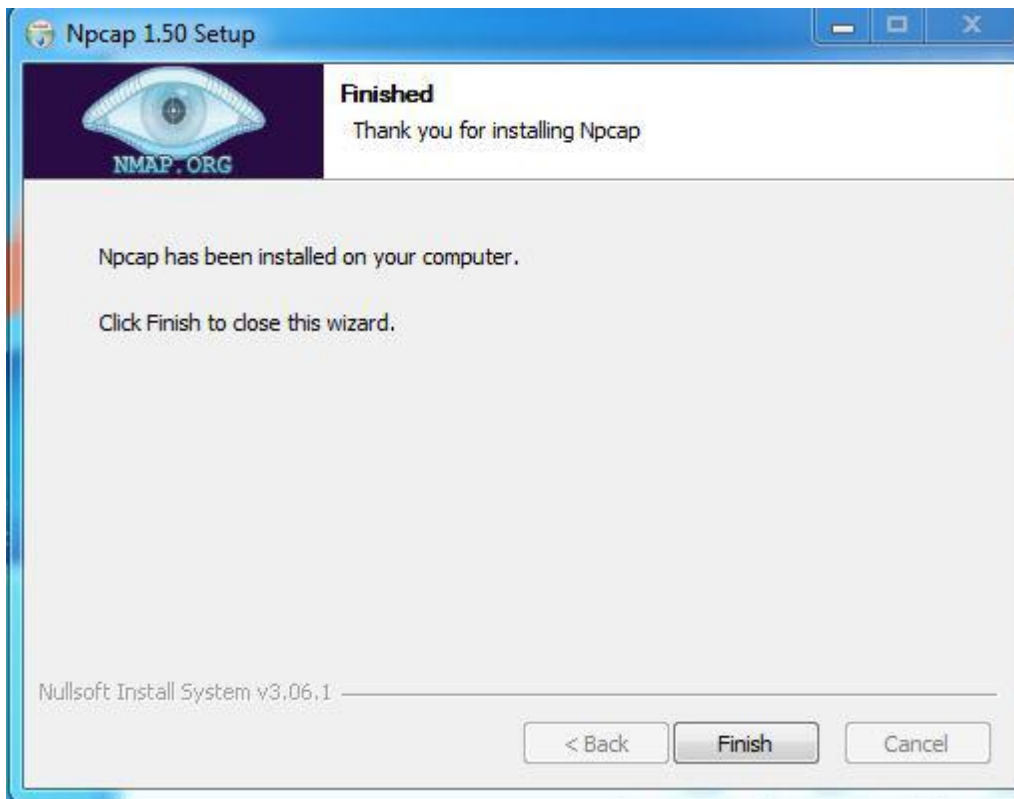 Npcap 1.50 Setup
NMAP.ORG
Finished
Thank you for installing Npcap
Npcap has been installed on your computer.
Click Finish to close this wizard.
Nullsoft Install System v3.06.1
< Back
Finish
Cancel